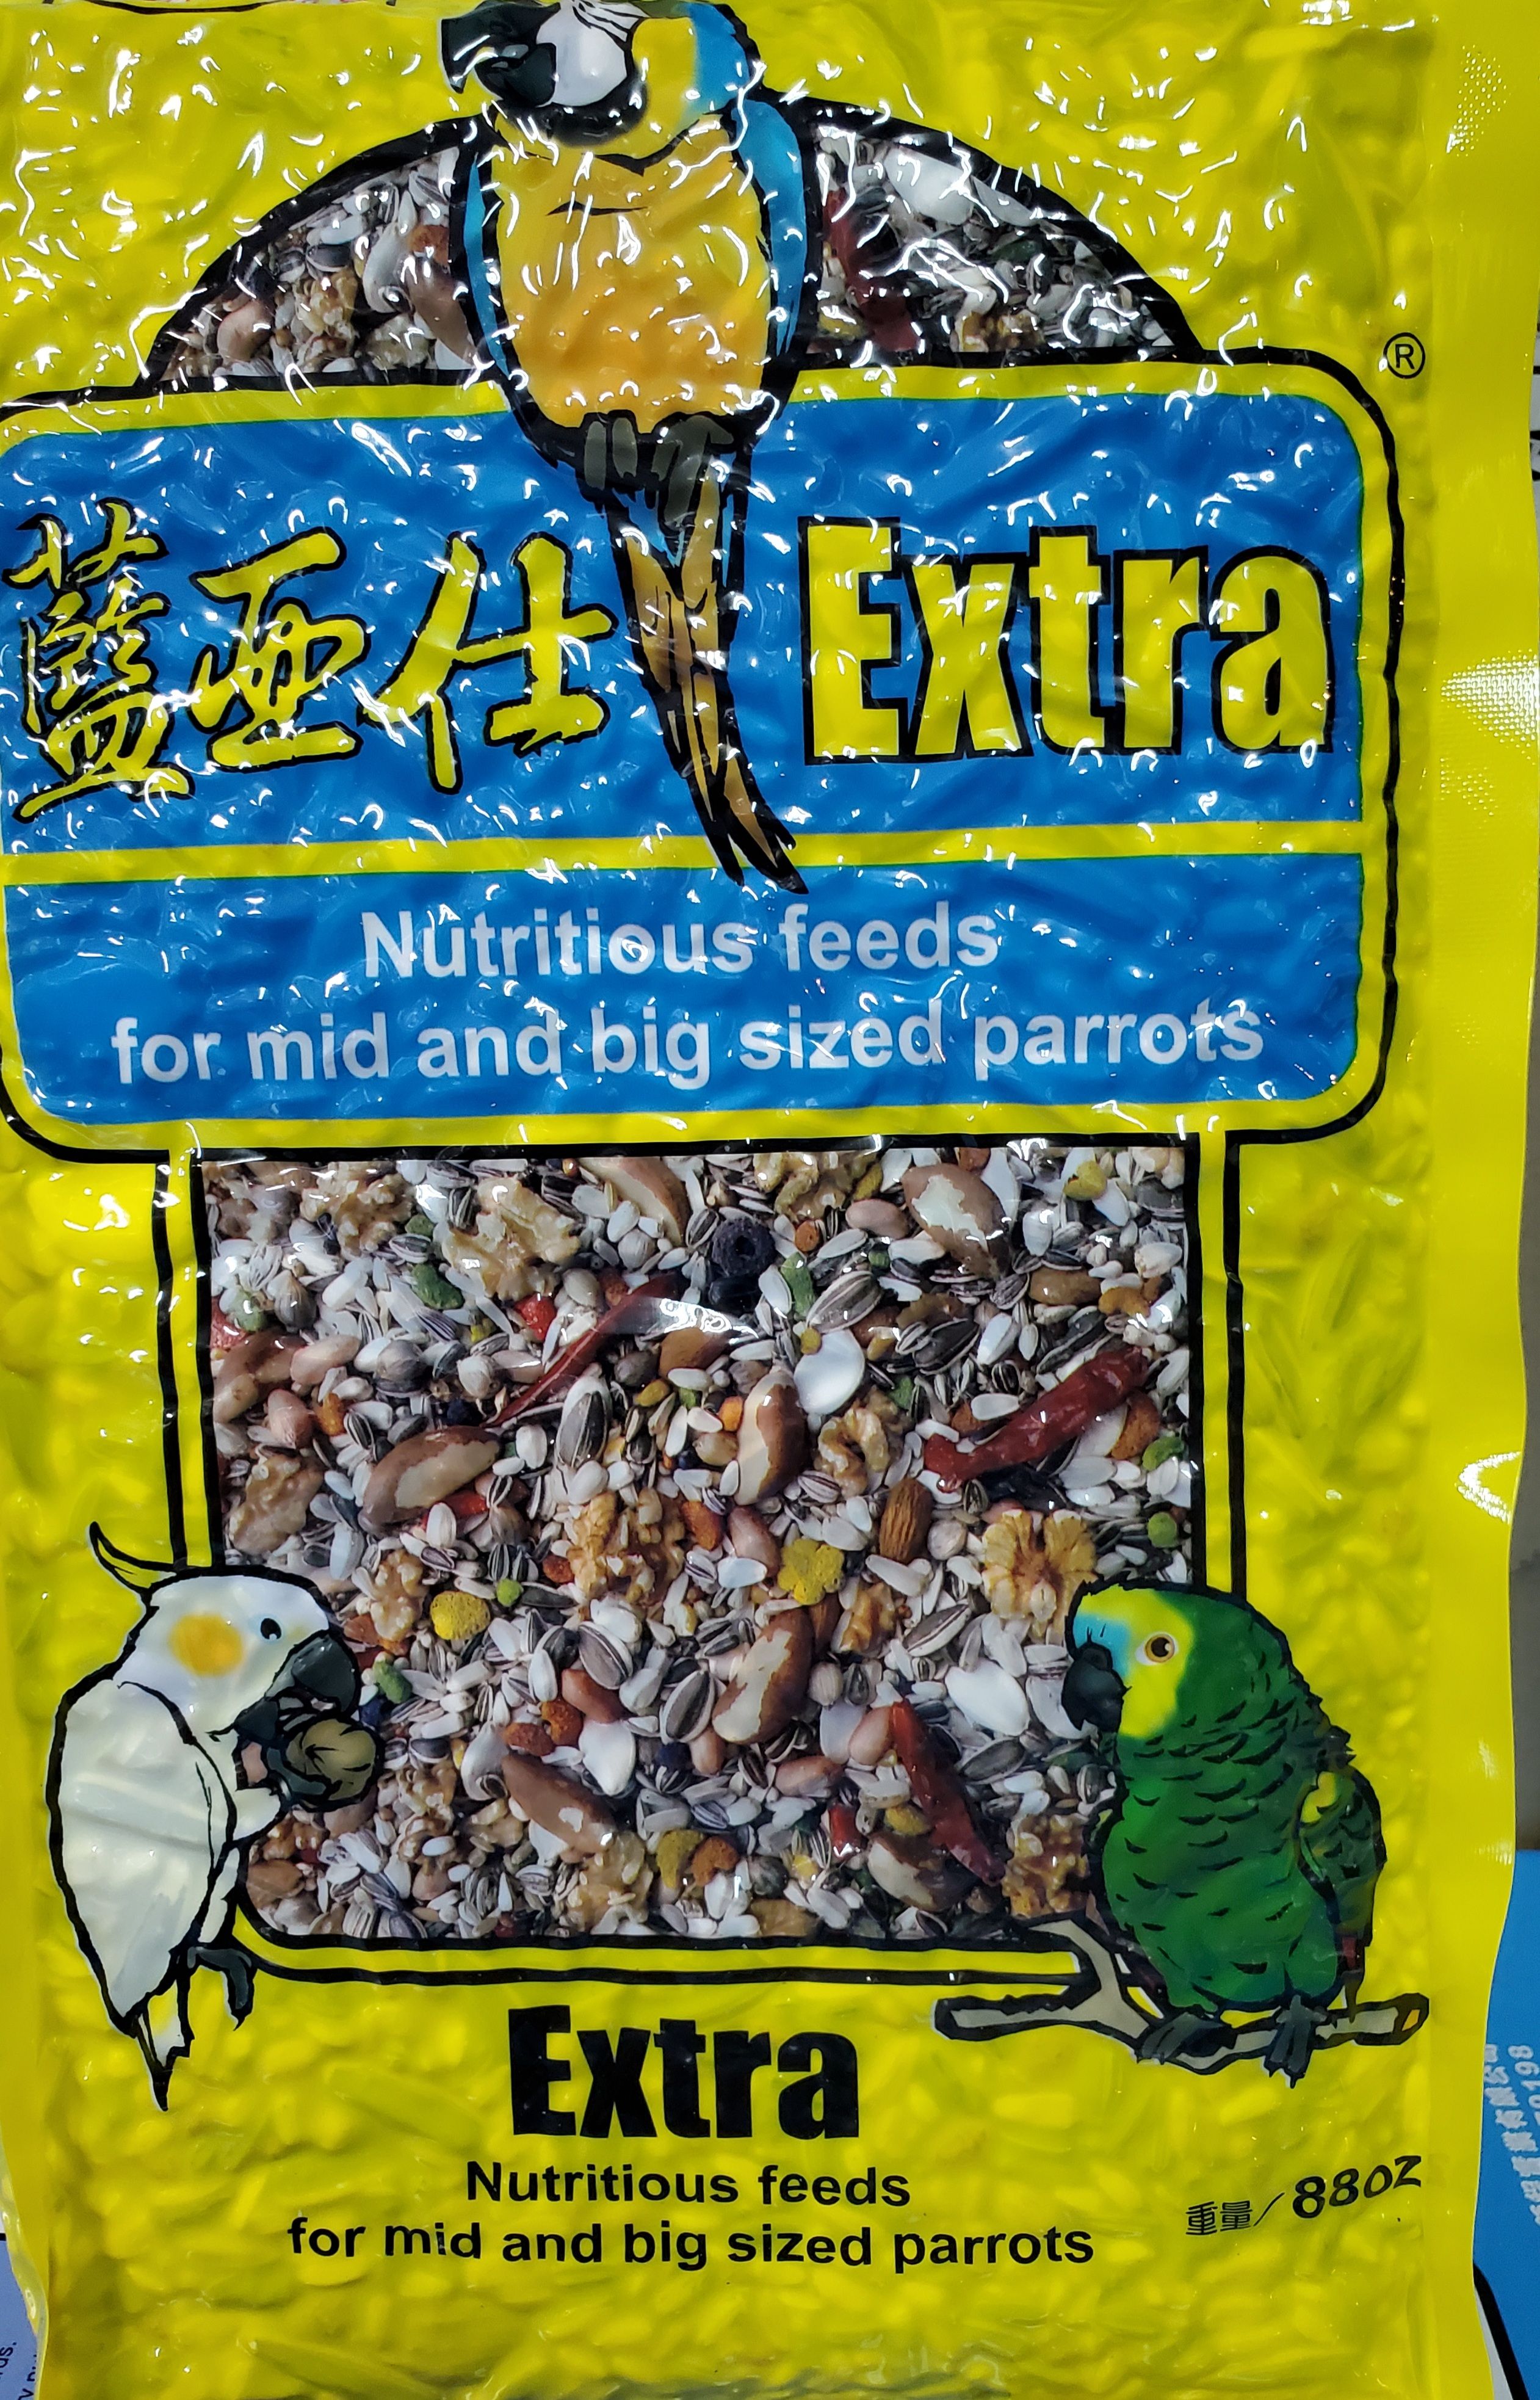 ®
藍亞仕 Extra
Nutritious feeds
for mid and big sized parrots
Extra
Nutritious feeds
for mid and big sized parrots
重量/88OZ